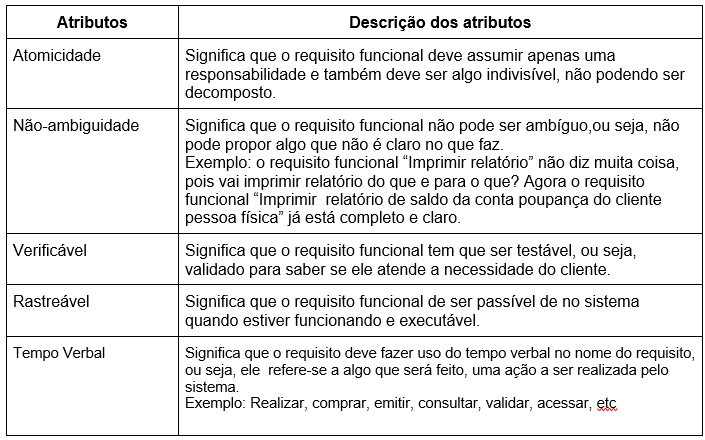 Atributos
Descrição dos atributos
Atomicidade
Significa que o requisito funcional deve assumir apenas uma
responsabilidade e também deve ser algo indivisível, não podendo ser
decomposto.
Não-ambiguidade
Significa que o requisito funcional não pode ser ambíguo,ou seja, não
pode propor algo que não é claro no que faz.
Exemplo: o requisito funcional “Imprimir relatório” não diz muita coisa,
pois vai imprimir relatório do que e para o que? Agora o requisito
funcional “Imprimir relatório de saldo da conta poupança do cliente
pessoa física” já está completo e claro.
Verificável
Significa que o requisito funcional tem que ser testável, ou seja,
validado para saber se ele atende a necessidade do cliente.
Rastreável
Significa que o requisito funcional de ser passível de no sistema
quando estiver funcionando e executável.
Tempo Verbal
Significa que o requisito deve fazer uso do tempo verbal no nome do requisito,
ou seja, ele refere-se a algo que será feito, uma ação a ser realizada pelo
sistema.
Exemplo: Realizar, comprar, emitir, consultar, validar, acessar, etc